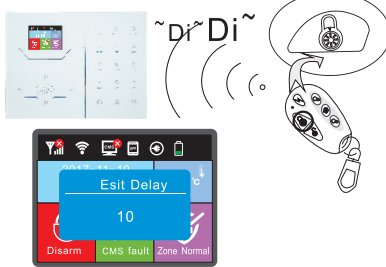 ~Di~Di~
CMS
2017-11-10
℃
Esit Delay
10
Disarm
CMS fault
Zone Normal